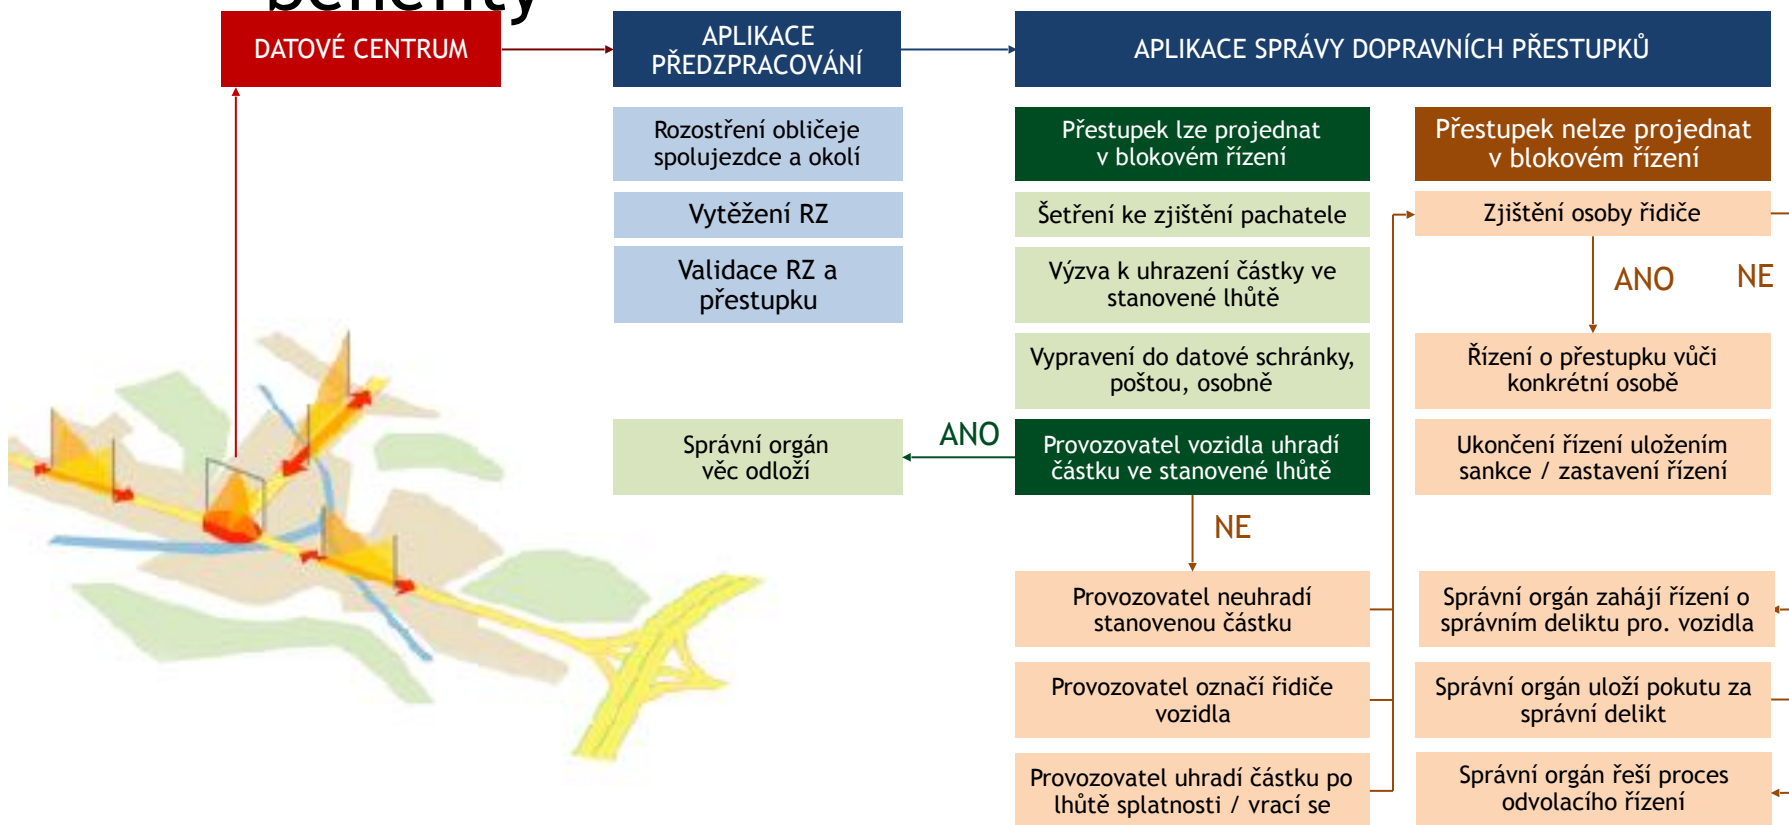 benefity
DATOVÉ CENTRUM
APLIKACE
PŘEDZPRACOVÁNÍ
APLIKACE SPRÁVY DOPRAVNÍCH PŘESTUPKŮ
Rozostření obličeje
spolujezdce a okolí
Vytěžení RZ
Validace RZ a
přestupku
Přestupek lze projednat
v blokovém řízení
Šetření ke zjištění pachatele
Výzva k uhrazení částky ve
stanovené lhůtě
Vypravení do datové schránky,
poštou, osobně
Správní orgán
věc odloží
ANO
Provozovatel vozidla uhradí
částku ve stanovené lhůtě
NE
Provozovatel neuhradí
stanovenou částku
Provozovatel označí řidiče
vozidla
Provozovatel uhradí částku po
lhůtě splatnosti / vrací se
Přestupek nelze projednat
v blokovém řízení
Zjištění osoby řidiče
ANO
NE
Řízení o přestupku vůči
konkrétní osobě
Ukončení řízení uložením
sankce / zastavení řízení
Správní orgán zahájí řízení o
správním deliktu pro. vozidla
Správní orgán uloží pokutu za
správní delikt
Správní orgán řeší proces
odvolacího řízení